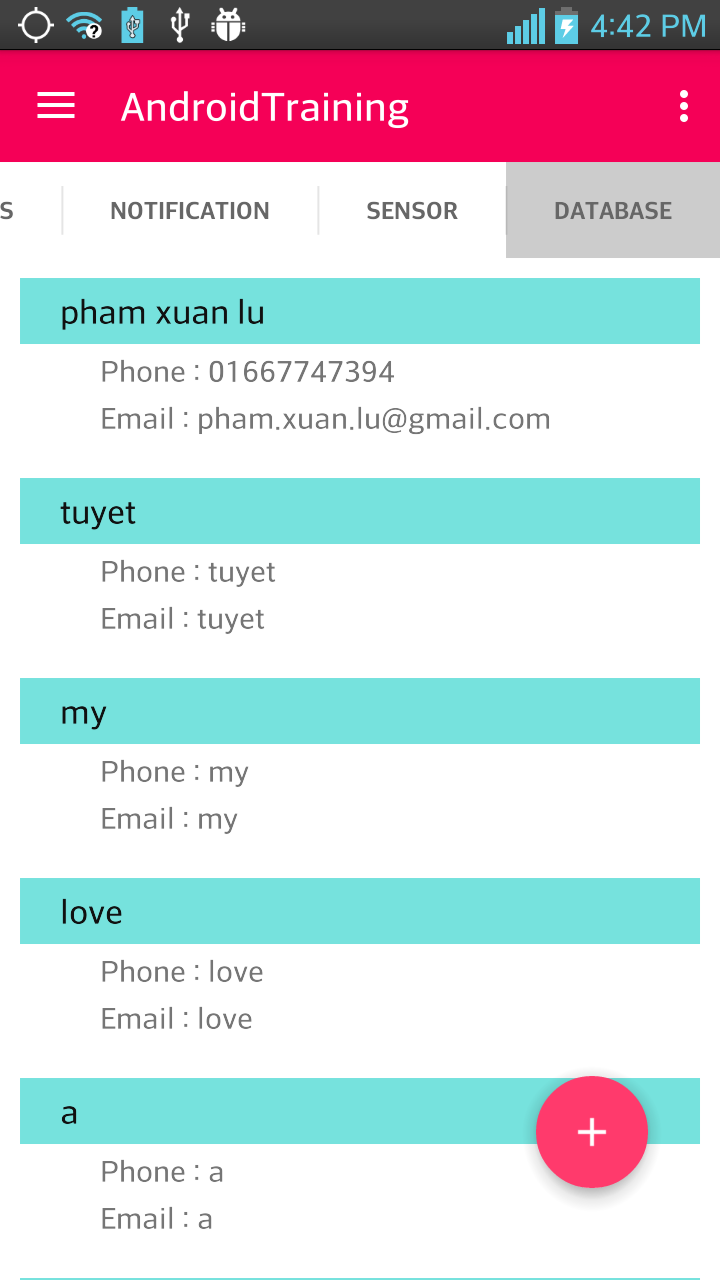 4:42 PM
AndroidTraining
S NOTIFICATION SENSOR DATABASE
pham xuan lu
Phone : 01667747394
Email : pham.xuan.lu@gmail.com
tuyet
Phone : tuyet
Email : tuyet
my
Phone : my
Email : my
love
Phone : love
Email : love
a
Phone : a
Email : a